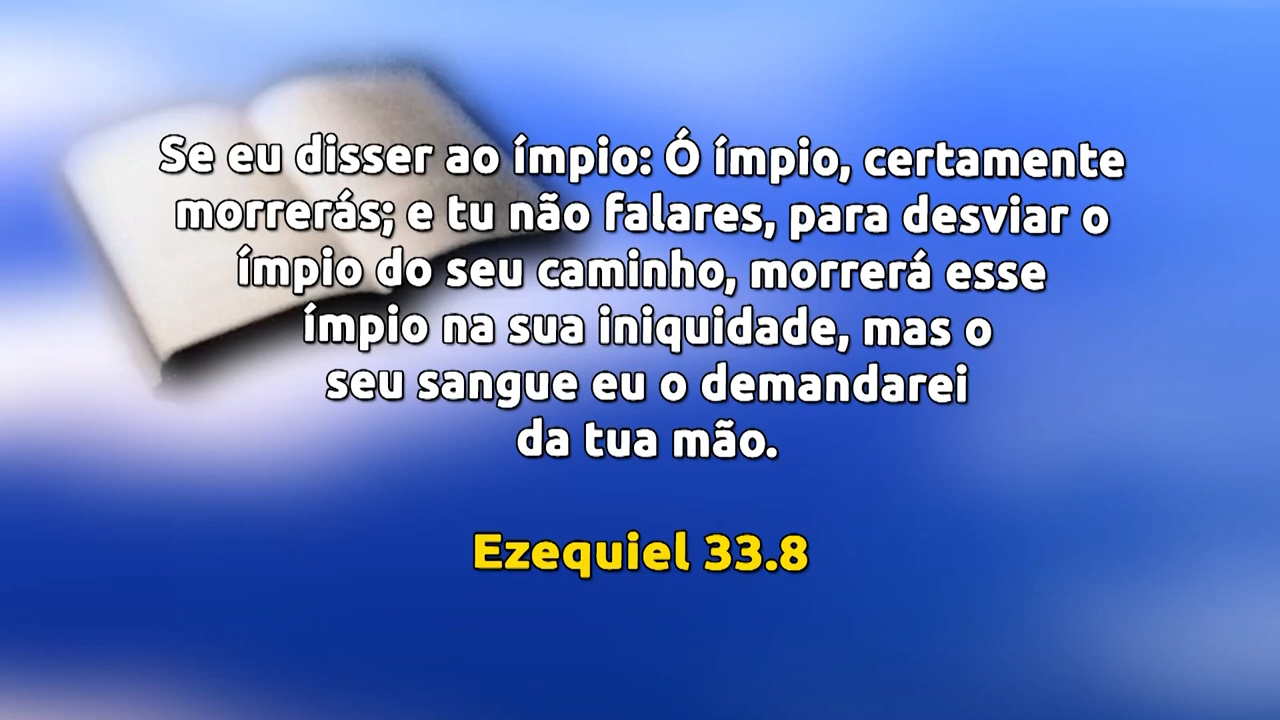 Se eu disser ao ímpio: Ó ímpio, certamente
morrerás; e tu não falares, para desviar o
ímpio do seu caminho, morrerá esse
ímpio na sua iniquidade, mas o
seu sangue eu o demandarei
da tua mão.
Ezequiel 33.8